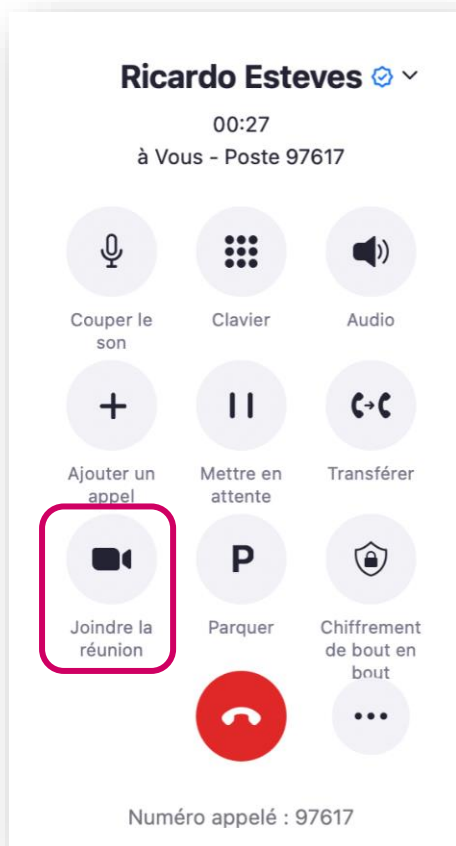 Ricardo Esteves
00:27
à Vous - Poste 97617
Couper le
son
Clavier
Audio
Ajouter un
appel
Mettre en
attente
Transférer
P
Joindre la
réunion
Parquer
Chiffrement
de bout en
bout
Numéro appelé : 97617